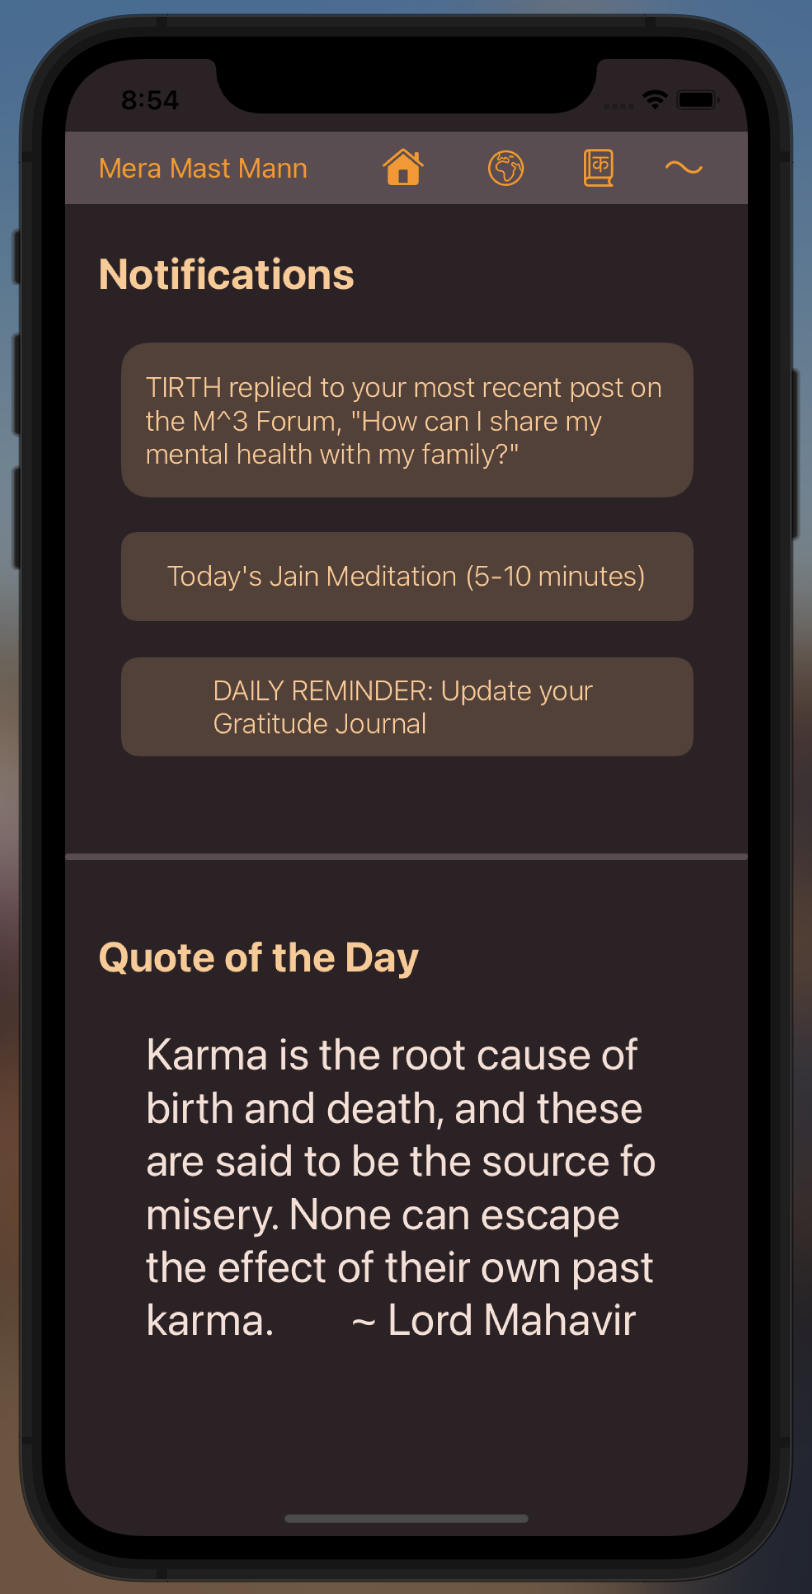 8:54
Mera Mast Mann
क
Notifications
TIRTH replied to your most recent post on
the M^3 Forum, "How can I share my
mental health with my family?"
Today's Jain Meditation (5-10 minutes)
DAILY REMINDER: Update your
Gratitude Journal
Quote of the Day
Karma is the root cause of
birth and death, and these
are said to be the source fo
misery. None can escape
the effect of their own past
karma. ~ Lord Mahavir